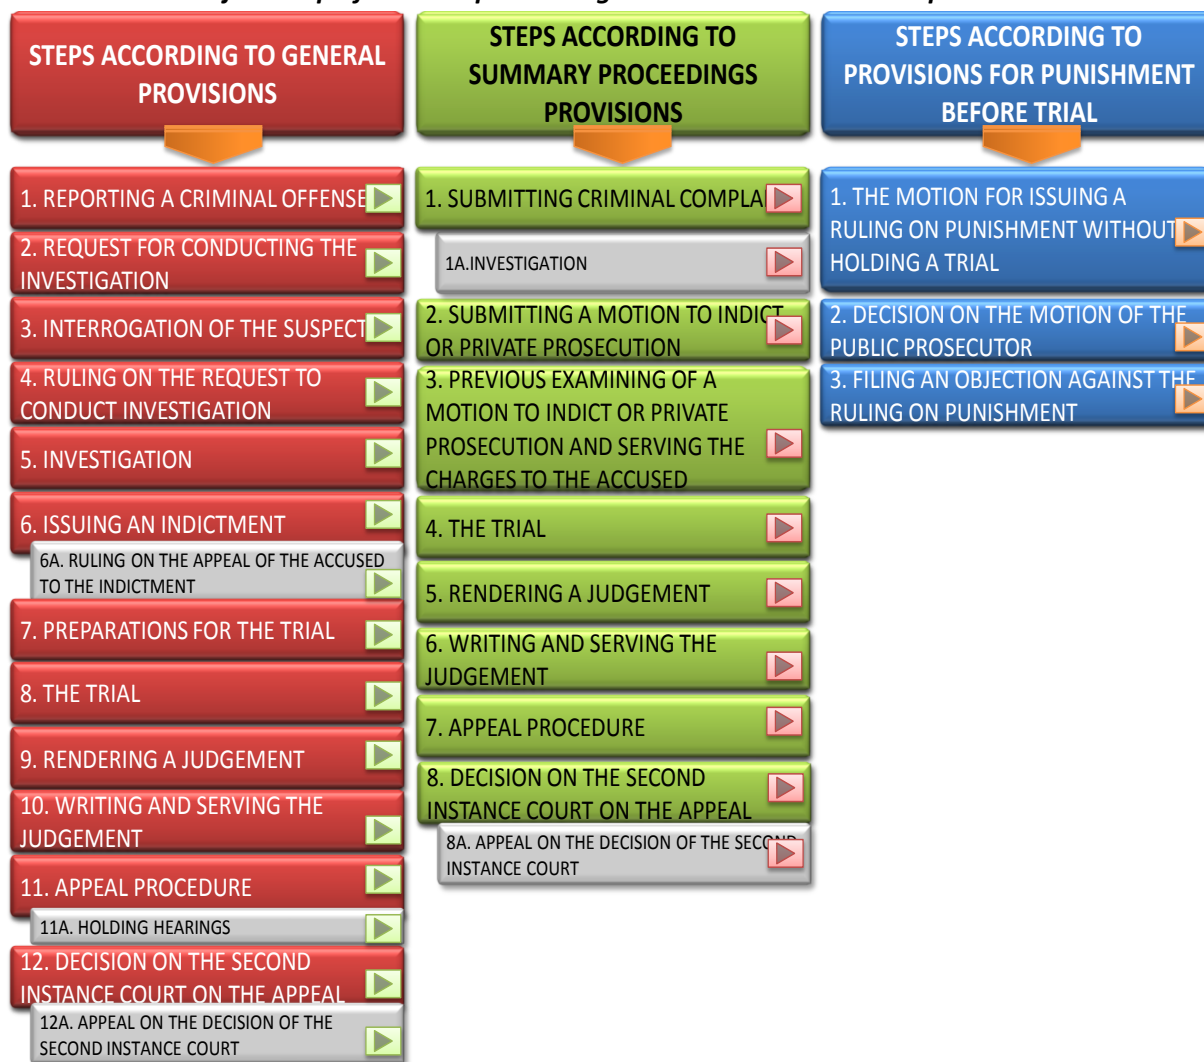 STEPS ACCORDING TO GENERAL
PROVISIONS
1. REPORTING A CRIMINAL OFFENSE
2. REQUEST FOR CONDUCTING THE
INVESTIGATION
3. INTERROGATION OF THE SUSPECT
4. RULING ON THE REQUEST TO
CONDUCT INVESTIGATION
5. INVESTIGATION
6. ISSUING AN INDICTMENT
6A. RULING ON THE APPEAL OF THE ACCUSED
TO THE INDICTMENT
7. PREPARATIONS FOR THE TRIAL
8. THE TRIAL
9. RENDERING A JUDGEMENT
10. WRITING AND SERVING THE
JUDGEMENT
11. APPEAL PROCEDURE
11A. HOLDING HEARINGS
12. DECISION ON THE SECOND
INSTANCE COURT ON THE APPEAL
12A. APPEAL ON THE DECISION OF THE
SECOND INSTANCE COURT
STEPS ACCORDING TO
SUMMARY PROCEEDINGS
PROVISIONS
1. SUBMITTING CRIMINAL COMPLA
1A.INVESTIGATION
2. SUBMITTING A MOTION TO INDICT
OR PRIVATE PROSECUTION
3. PREVIOUS EXAMINING OF A
MOTION TO INDICT OR PRIVATE
PROSECUTION AND SERVING THE
CHARGES TO THE ACCUSED
4. THE TRIAL
5. RENDERING A JUDGEMENT
6. WRITING AND SERVING THE
JUDGEMENT
7. APPEAL PROCEDURE
8. DECISION ON THE SECOND
INSTANCE COURT ON THE APPEAL
8A. APPEAL ON THE DECISION OF THE SECOND
INSTANCE COURT
STEPS ACCORDING TO
PROVISIONS FOR PUNISHMENT
BEFORE TRIAL
1. THE MOTION FOR ISSUING A
RULING ON PUNISHMENT WITHOUT
HOLDING A TRIAL
2. DECISION ON THE MOTION OF THE
PUBLIC PROSECUTOR
3. FILING AN OBJECTION AGAINST THE
RULING ON PUNISHMENT